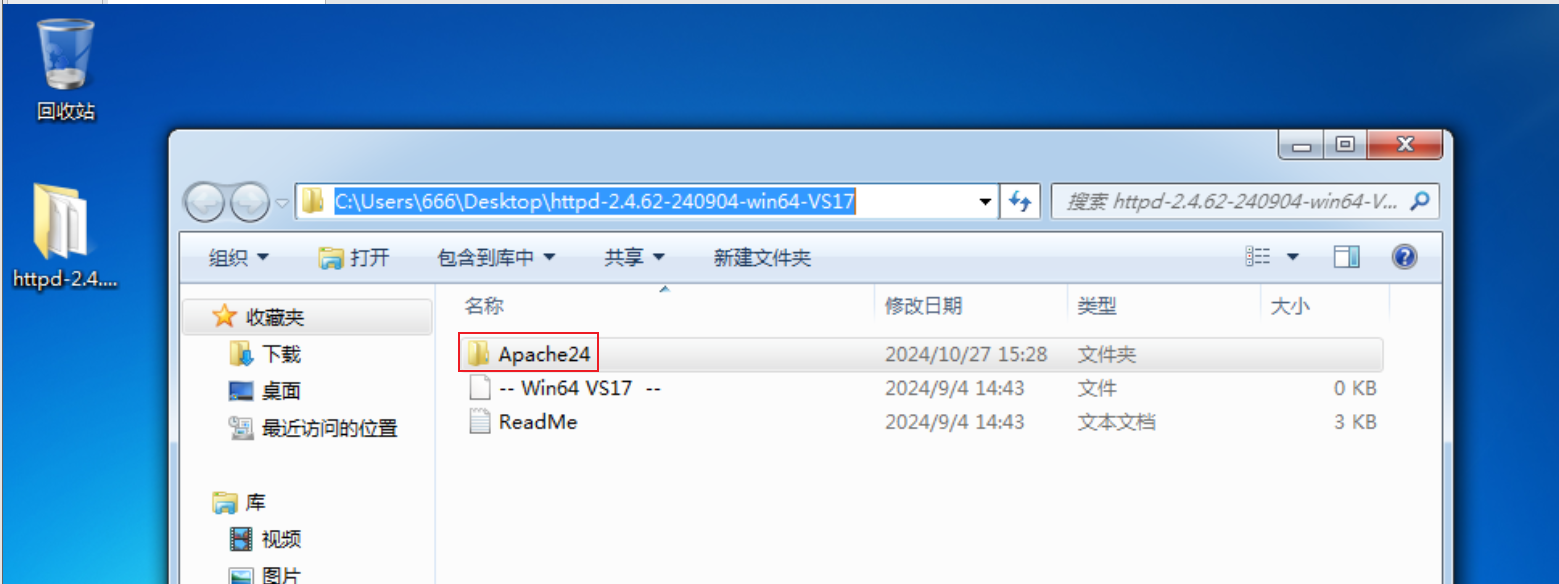 回收站
httpd-2.4....
C:\Users\666\Desktop\httpd-2.4.62-240904-win64-VS17
搜索 httpd-2.4.62-240904-win64-V...
组织 打开 包含到库中 共享 新建文件夹
名称 修改日期 类型 大小
收藏夹
下载
桌面
最近访问的位置
库
视频
图片
Apache24 2024/10/27 15:28 文件夹
-- Win64 VS17 -- 2024/9/4 14:43 文件 0 KB
ReadMe 2024/9/4 14:43 文本文档 3 KB